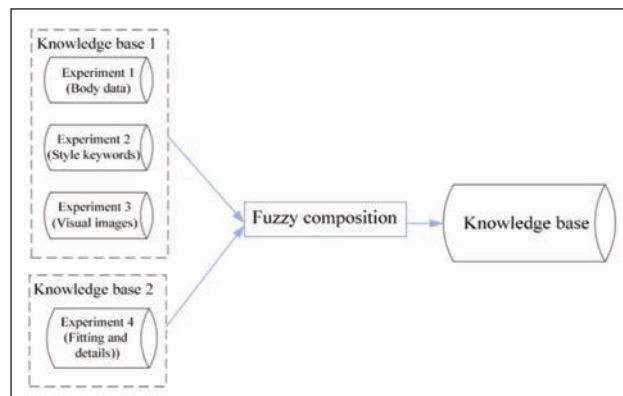 Knowledge base 1
Experiment 1
(Body data)
Experiment 2
(Style keywords)
Experiment 3
(Visual images)
Knowledge base 2
Experiment 4
(Fitting and
details))
Fuzzy composition
Knowledge base